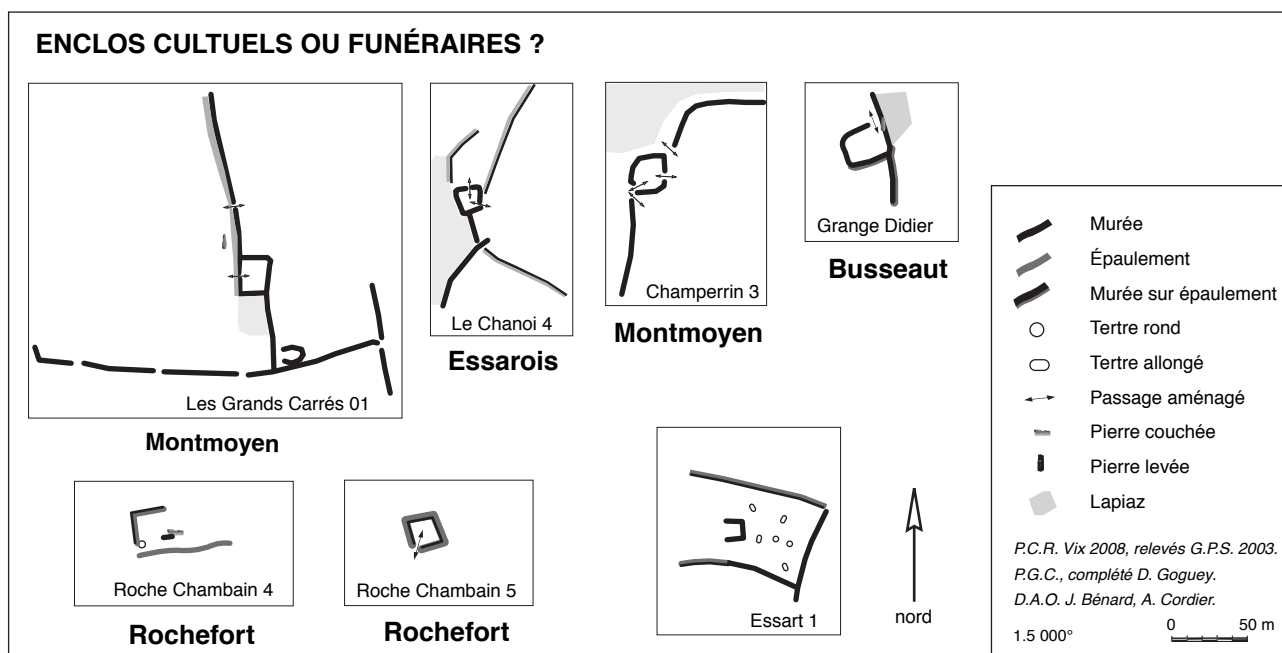 ENCLOS CULTUELS OU FUNÉRAIRES ?
Les Grands Carrés 01
Montmoyen
Le Chanoi 4
Essarois
Champerrin 3
Montmoyen
Grange Didier
Busseaut
Roche Chambain 4
Rochefort
Roche Chambain 5
Rochefort
Essart 1
nord
Murée
Épaulement
Murée sur épaulement
Tertre rond
Tertre allongé
Passage aménagé
Pierre couchée
Pierre levée
Lapiaz
P.C.R. Vix 2008, relevés G.P.S. 2003.
P.G.C., complété D. Goguey.
D.A.O. J. Bénard, A. Cordier.
1.5 000°
0 50 m